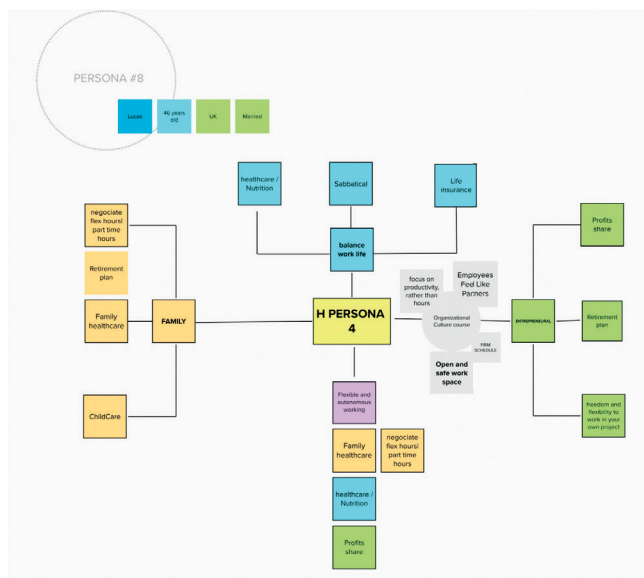 PERSONA #8
Lucas
46 years
old
UK
Married
healthcare /
Nutrition
Sabbatical
Life
insurance
negociate
flex hours/
part time
hours
balance
work life
Profits
share
Retirement
plan
focus on
productivity,
rather than
hours
Employees
Fed Like
Parners
Family
healthcare
FAMILY
H PERSONA
4
Organizational
Culture course
ENTREPRENEURAL
Retirement
plan
FIRM
SCHEDULE
Open and
safe work
space
ChildCare
Flexible and
autonomous
working
freedom and
flexibility to
work in your
own project
Family
healthcare
negociate
flex hours/
part time
hours
healthcare /
Nutrition
Profits
share